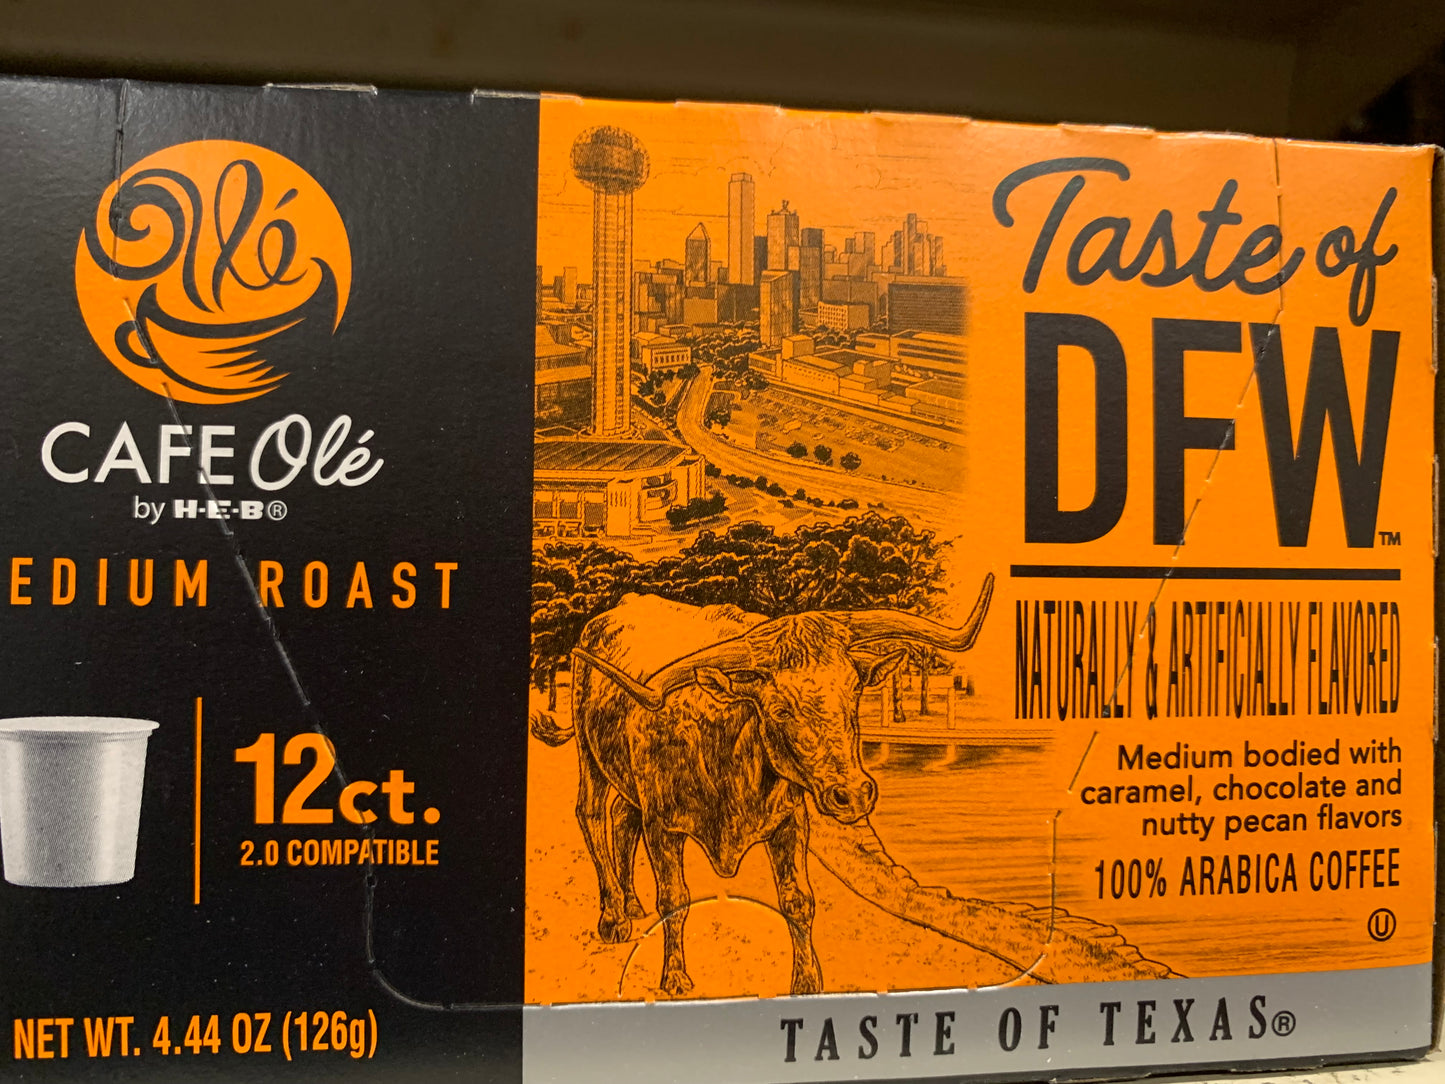 Olé
CAFE Olé
by H-E-B®
EDIUM ROAST
12ct.
2.0 COMPATIBLE
NET WT. 4.44 OZ (126g)
Taste of
DFW™
NATURALLY & ARTIFICIALLY FLAVORED
Medium bodied with
caramel, chocolate and
nutty pecan flavors
100% ARABICA COFFEE
U
TASTE OF TEXAS®